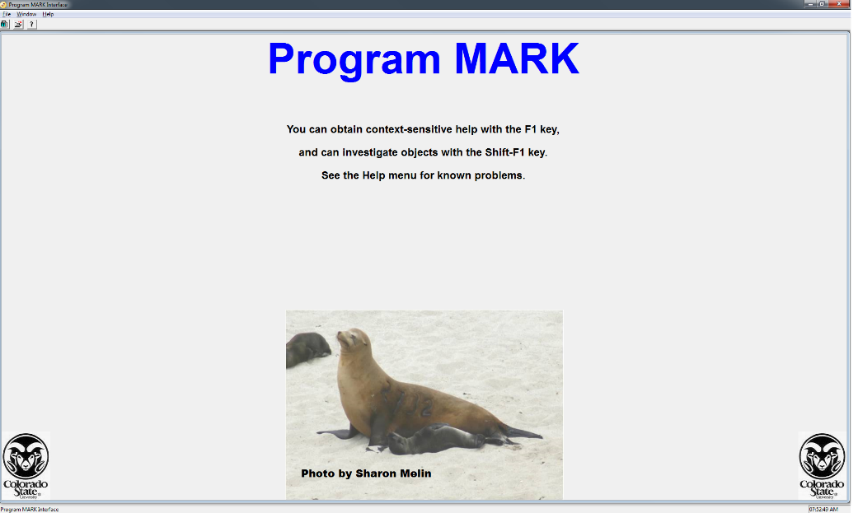 Program MARK Interface
File Window Help
Program MARK
You can obtain context-sensitive help with the F1 key,
and can investigate objects with the Shift-F1 key.
See the Help menu for known problems.
Photo by Sharon Melin
Colorado
State
Colorado
State
Program MARK Interface
07:32:43 AM